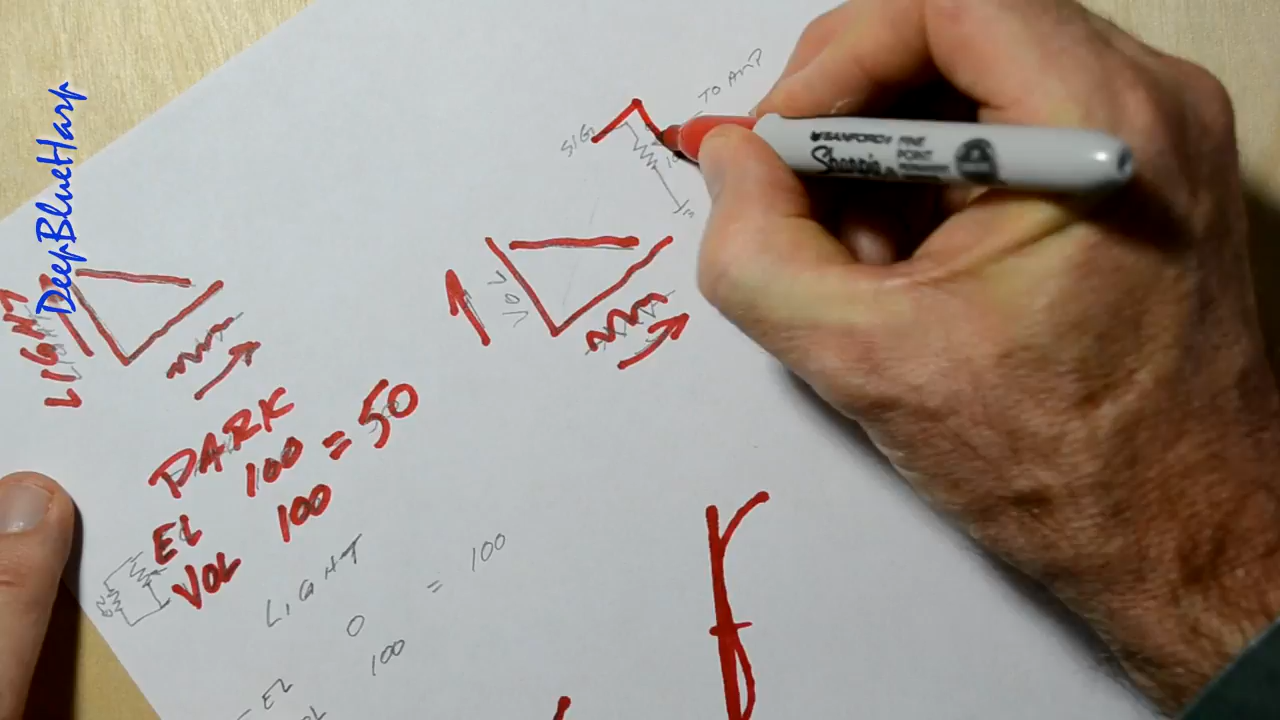 DeepBlueHarp
TO AMP
SIG
SANFORD
FINE
POINT
Sharpie
VOL
LIGHT
DARK
EL 100 = 50
VOL 100
LIGHT
EL 0 = 100
100